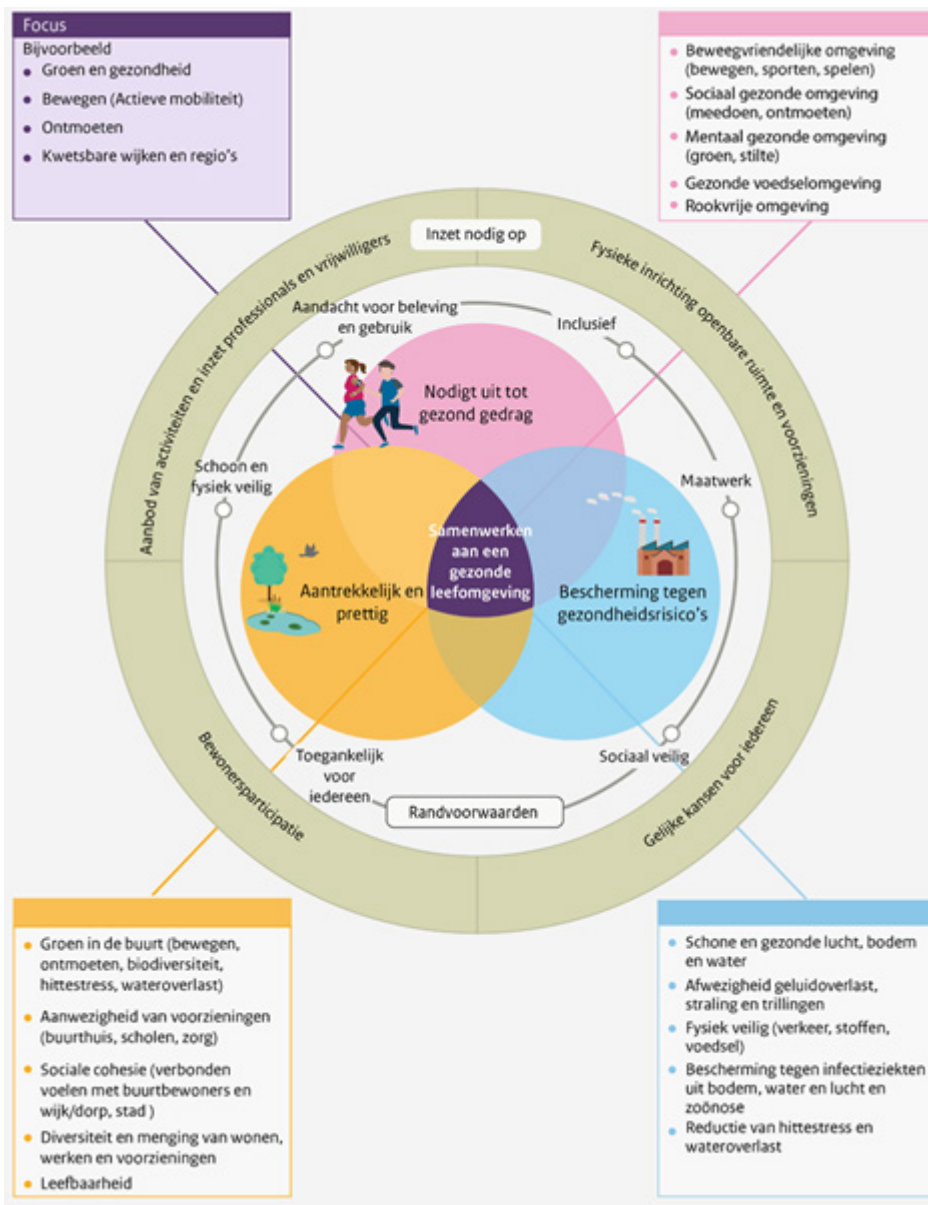 Focus
Bijvoorbeeld
Groen en gezondheid
Bewegen (Actieve mobiliteit)
Ontmoeten
Kwetsbare wijken en regio's
Beweegvriendelijke omgeving
(bewegen, sporten, spelen)
Sociaal gezonde omgeving
(meedoen, ontmoeten)
Mentaal gezonde omgeving
(groen, stilte)
Gezonde voedselomgeving
Rookvrije omgeving
Inzet nodig op
Aanbod van activiteiten en inzet professionals en vrijwilligers
Fysieke inrichting openbare ruimte en voorzieningen
Aandacht voor beleving
en gebruik
Inclusief
Nodigt uit tot
gezond gedrag
Schoon en
fysiek veilig
Maatwerk
Samenwerken
aan een
gezonde
leefomgeving
Aantrekkelijk en
prettig
Bescherming tegen
gezondheidsrisico's
Toegankelijk
voor
iedereen
Sociaal veilig
Randvoorwaarden
Bewonersparticipatie
Gelijke kansen voor iedereen
Groen in de buurt (bewegen,
ontmoeten, biodiversiteit,
hittestress, wateroverlast)
Aanwezigheid van voorzieningen
(buurthuis, scholen, zorg)
Sociale cohesie (verbonden
voelen met buurtbewoners en
wijk/dorp, stad )
Diversiteit en menging van wonen,
werken en voorzieningen
Leefbaarheid
Schone en gezonde lucht, bodem
en water
Afwezigheid geluidoverlast,
straling en trillingen
Fysiek veilig (verkeer, stoffen,
voedsel)
Bescherming tegen infectieziekten
uit bodem, water en lucht en
zoönose
Reductie van hittestress en
wateroverlast